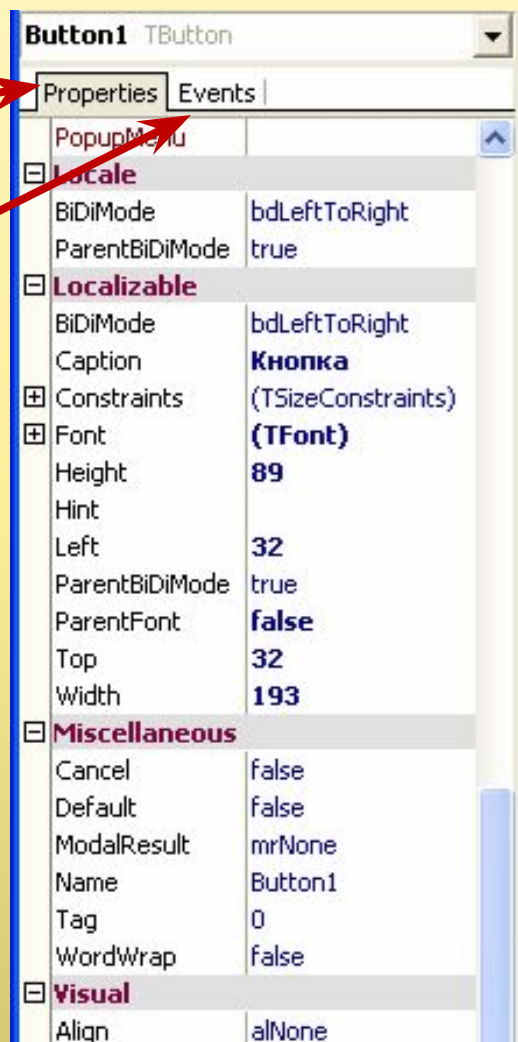 Button1 TButton
Properties Events
PopupMenu
Locale
BiDiMode bdLeftToRight
ParentBiDiMode true
Localizable
BiDiMode bdLeftToRight
Caption Кнопка
Constraints (TSizeConstraints)
Font (TFont)
Height 89
Hint
Left 32
ParentBiDiMode true
ParentFont false
Top 32
Width 193
Miscellaneous
Cancel false
Default false
ModalResult mrNone
Name Button1
Tag 0
WordWrap false
Visual
Align alNone